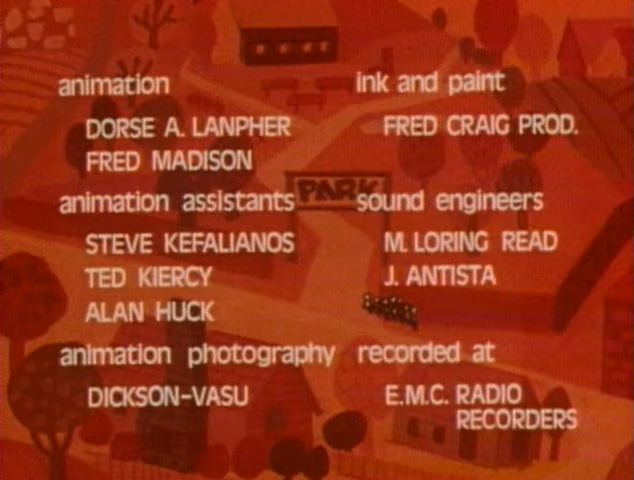 animation
DORSE A. LANPHER
FRED MADISON
animation assistants
STEVE KEFALIANOS
TED KIERCY
ALAN HUCK
animation photography
DICKSON-VASU
ink and paint
FRED CRAIG PROD.
PARK
sound engineers
M. LORING READ
J. ANTISTA
recorded at
E.M.C. RADIO
RECORDERS